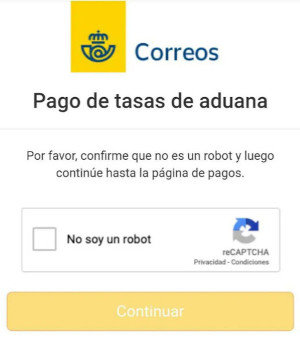 Correos
Pago de tasas de aduana
Por favor, confirme que no es un robot y luego
continúe hasta la página de pagos.
No soy un robot
reCAPTCHA
Privacidad - Condiciones
Continuar